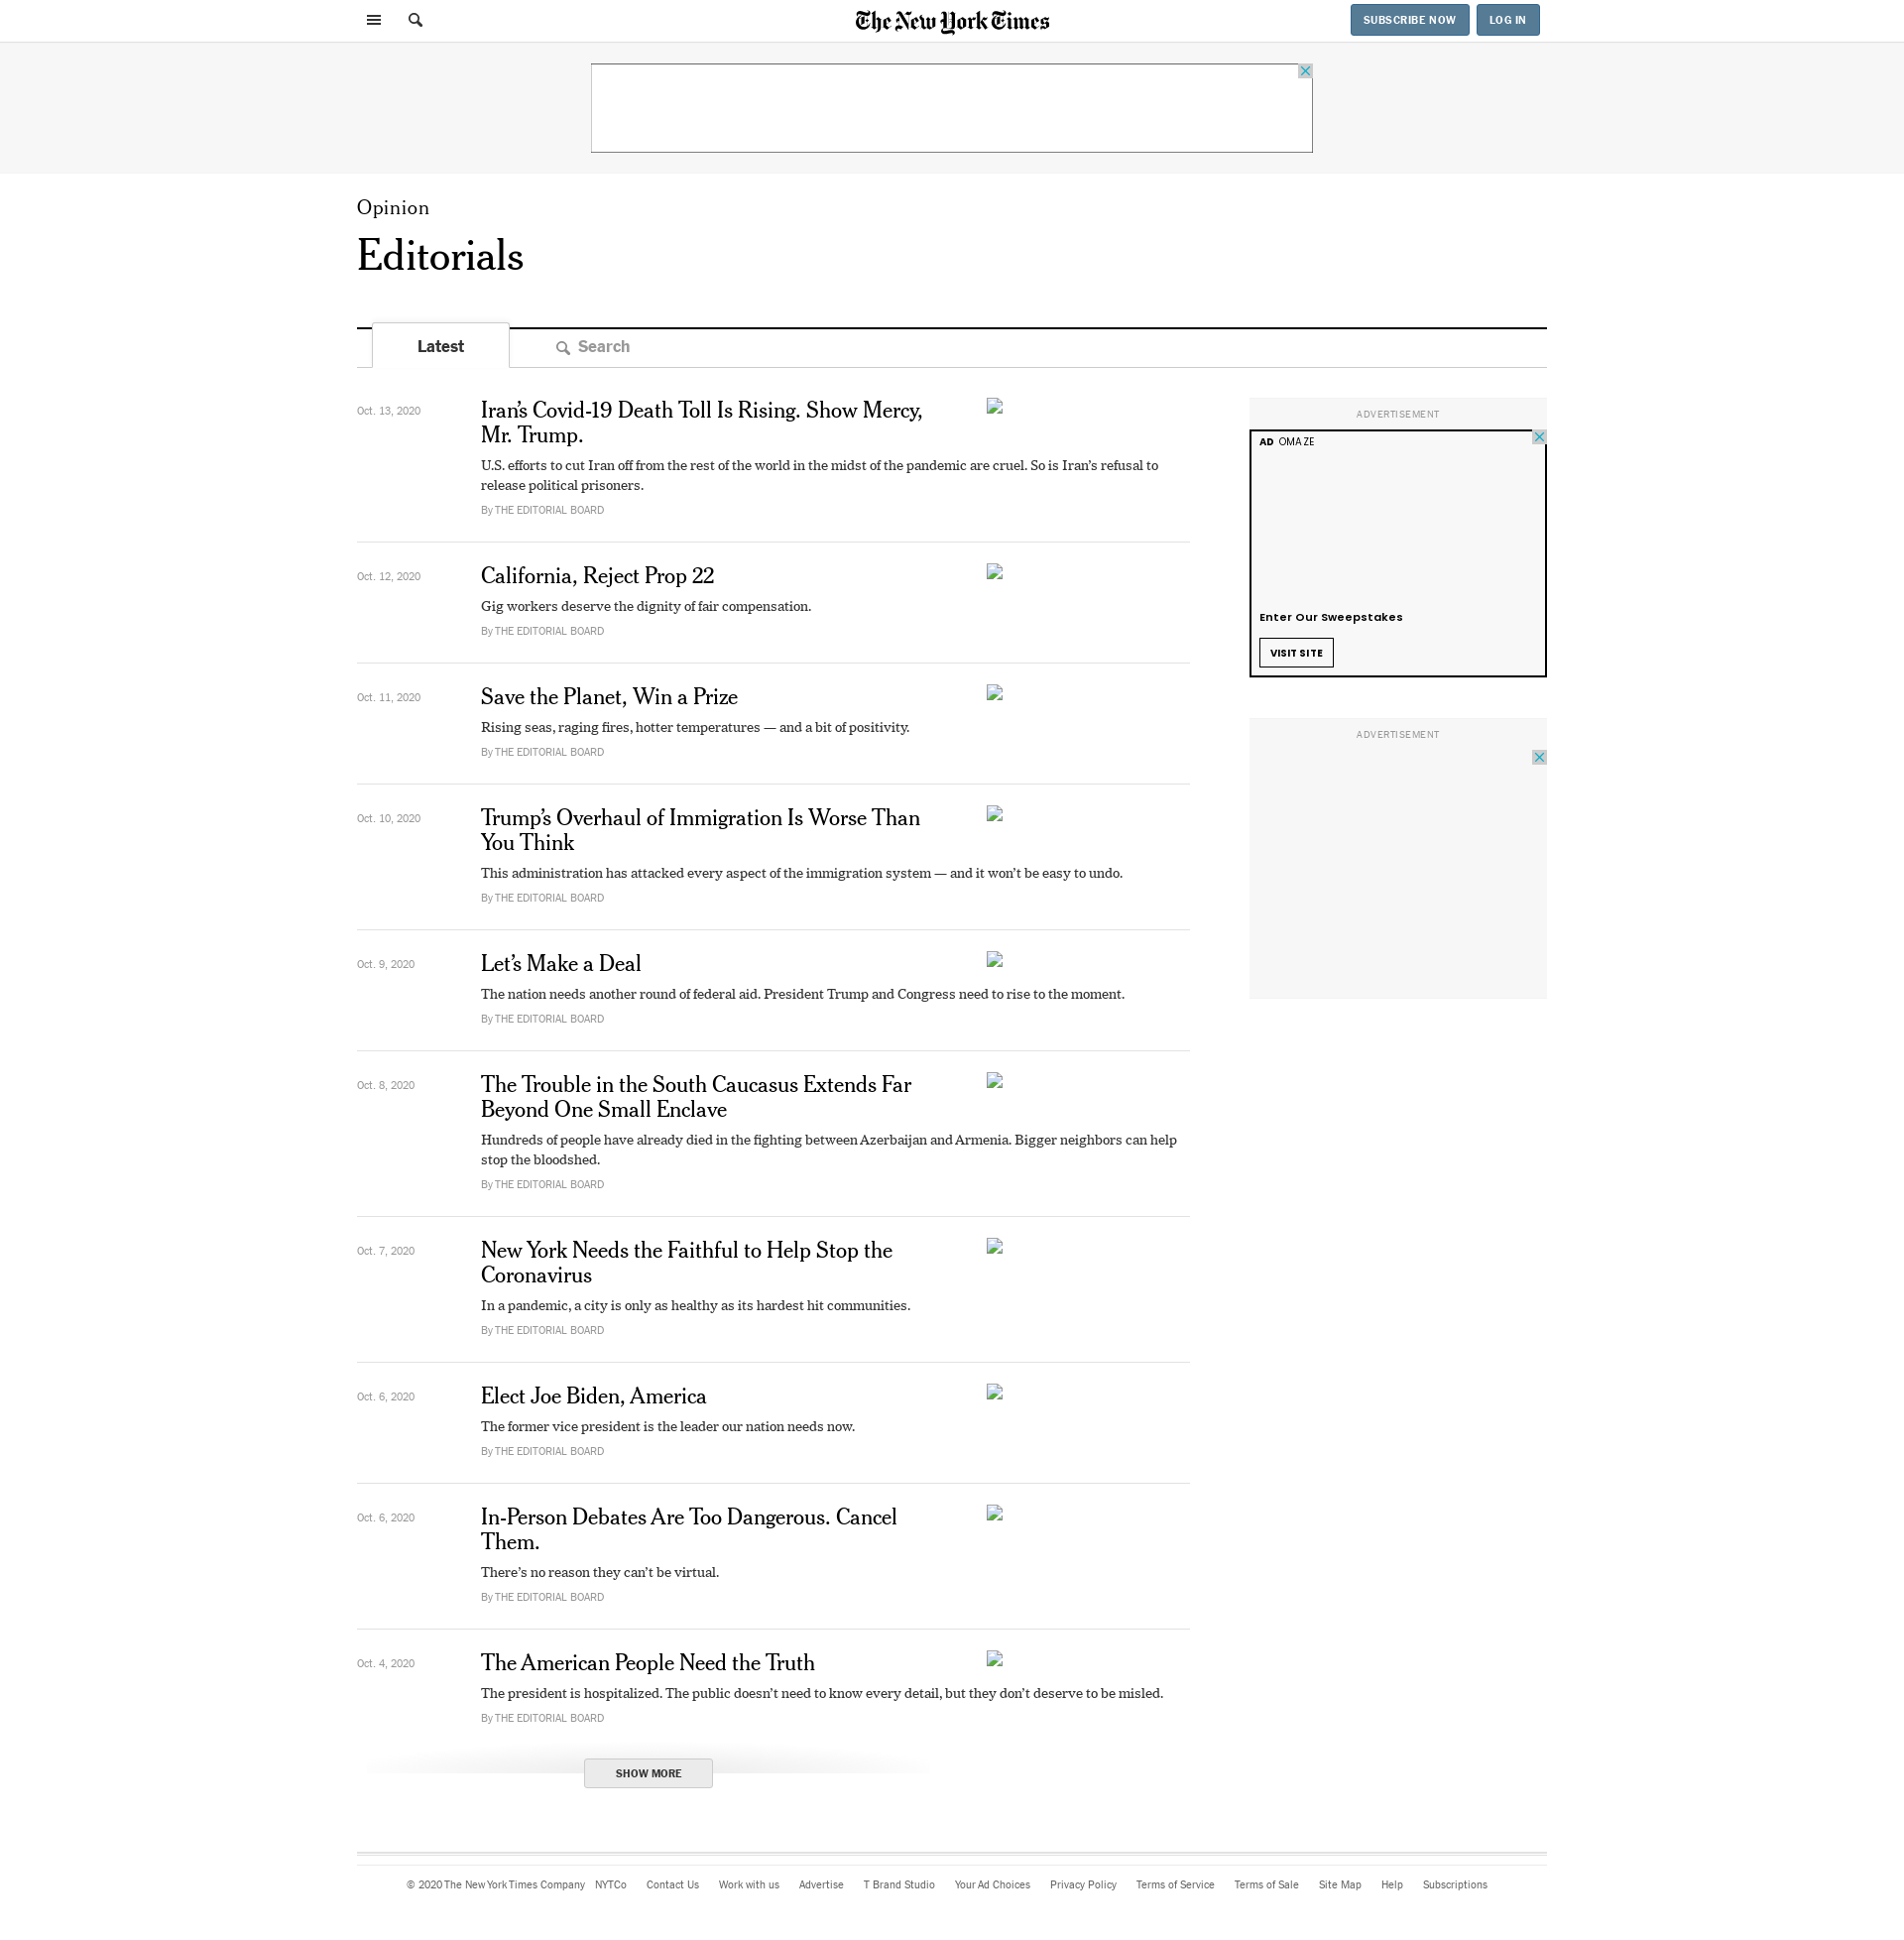 The New York Times
SUBSCRIBE NOW
LOG IN
Opinion
Editorials
Latest
Search
Oct. 13, 2020
Iran’s Covid-19 Death Toll Is Rising. Show Mercy,
Mr. Trump.
U.S. efforts to cut Iran off from the rest of the world in the midst of the pandemic are cruel. So is Iran’s refusal to
release political prisoners.
By THE EDITORIAL BOARD
Oct. 12, 2020
California, Reject Prop 22
Gig workers deserve the dignity of fair compensation.
By THE EDITORIAL BOARD
Oct. 11, 2020
Save the Planet, Win a Prize
Rising seas, raging fires, hotter temperatures — and a bit of positivity.
By THE EDITORIAL BOARD
Oct. 10, 2020
Trump’s Overhaul of Immigration Is Worse Than
You Think
This administration has attacked every aspect of the immigration system — and it won’t be easy to undo.
By THE EDITORIAL BOARD
Oct. 9, 2020
Let’s Make a Deal
The nation needs another round of federal aid. President Trump and Congress need to rise to the moment.
By THE EDITORIAL BOARD
Oct. 8, 2020
The Trouble in the South Caucasus Extends Far
Beyond One Small Enclave
Hundreds of people have already died in the fighting between Azerbaijan and Armenia. Bigger neighbors can help
stop the bloodshed.
By THE EDITORIAL BOARD
Oct. 7, 2020
New York Needs the Faithful to Help Stop the
Coronavirus
In a pandemic, a city is only as healthy as its hardest hit communities.
By THE EDITORIAL BOARD
Oct. 6, 2020
Elect Joe Biden, America
The former vice president is the leader our nation needs now.
By THE EDITORIAL BOARD
Oct. 6, 2020
In-Person Debates Are Too Dangerous. Cancel
Them.
There’s no reason they can’t be virtual.
By THE EDITORIAL BOARD
Oct. 4, 2020
The American People Need the Truth
The president is hospitalized. The public doesn’t need to know every detail, but they don’t deserve to be misled.
By THE EDITORIAL BOARD
SHOW MORE
ADVERTISEMENT
AD OMAZE
Enter Our Sweepstakes
VISIT SITE
ADVERTISEMENT
© 2020 The New York Times Company NYTCo Contact Us Work with us Advertise T Brand Studio Your Ad Choices Privacy Policy Terms of Service Terms of Sale Site Map Help Subscriptions